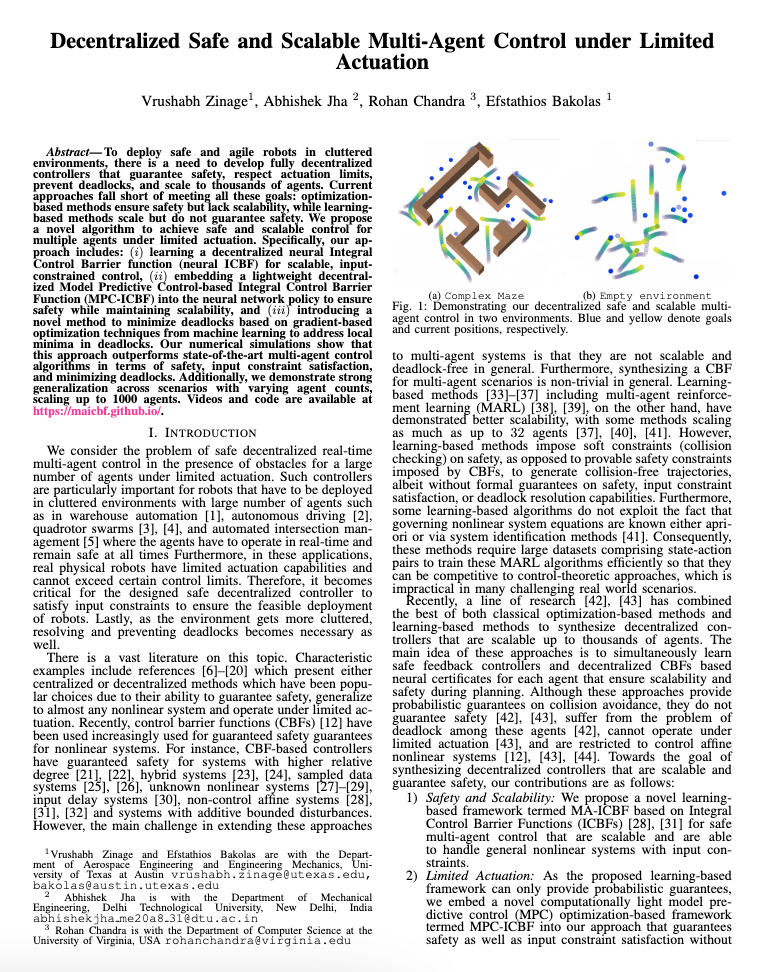 Decentralized Safe and Scalable Multi-Agent Control under Limited
Actuation
Vrushabh Zinage¹, Abhishek Jha ², Rohan Chandra ³, Efstathios Bakolas ¹
Abstract—To deploy safe and agile robots in cluttered
environments, there is a need to develop fully decentralized
controllers that guarantee safety, respect actuation limits,
prevent deadlocks, and scale to thousands of agents. Current
approaches fall short of meeting all these goals: optimization-
based methods ensure safety but lack scalability, while learning-
based methods scale but do not guarantee safety. We propose
a novel algorithm to achieve safe and scalable control for
multiple agents under limited actuation. Specifically, our ap-
proach includes: (i) learning a decentralized neural Integral
Control Barrier function (neural ICBF) for scalable, input-
constrained control, (ii) embedding a lightweight decentral-
ized Model Predictive Control-based Integral Control Barrier
Function (MPC-ICBF) into the neural network policy to ensure
safety while maintaining scalability, and (iii) introducing a
novel method to minimize deadlocks based on gradient-based
optimization techniques from machine learning to address local
minima in deadlocks. Our numerical simulations show that
this approach outperforms state-of-the-art multi-agent control
algorithms in terms of safety, input constraint satisfaction,
and minimizing deadlocks. Additionally, we demonstrate strong
generalization across scenarios with varying agent counts,
scaling up to 1000 agents. Videos and code are available at
https://maicbf.github.io/.
I. INTRODUCTION
We consider the problem of safe decentralized real-time
multi-agent control in the presence of obstacles for a large
number of agents under limited actuation. Such controllers
are particularly important for robots that have to be deployed
in cluttered environments with large number of agents such
as in warehouse automation [1], autonomous driving [2],
quadrotor swarms [3], [4], and automated intersection man-
agement [5] where the agents have to operate in real-time and
remain safe at all times Furthermore, in these applications,
real physical robots have limited actuation capabilities and
cannot exceed certain control limits. Therefore, it becomes
critical for the designed safe decentralized controller to
satisfy input constraints to ensure the feasible deployment
of robots. Lastly, as the environment gets more cluttered,
resolving and preventing deadlocks becomes necessary as
well.
There is a vast literature on this topic. Characteristic
examples include references [6]–[20] which present either
centralized or decentralized methods which have been popu-
lar choices due to their ability to guarantee safety, generalize
to almost any nonlinear system and operate under limited ac-
tuation. Recently, control barrier functions (CBFs) [12] have
been used increasingly used for guaranteed safety guarantees
for nonlinear systems. For instance, CBF-based controllers
have guaranteed safety for systems with higher relative
degree [21], [22], hybrid systems [23], [24], sampled data
systems [25], [26], unknown nonlinear systems [27]–[29],
input delay systems [30], non-control affine systems [28],
[31], [32] and systems with additive bounded disturbances.
However, the main challenge in extending these approaches
¹Vrushabh Zinage and Efstathios Bakolas are with the Depart-
ment of Aerospace Engineering and Engineering Mechanics, Uni-
versity of Texas at Austin vrushabh.zinage@utexas.edu,
bakolas@austin.utexas.edu
² Abhishek Jha is with the Department of Mechanical
Engineering, Delhi Technological University, New Delhi, India
abhishekjha_me20a8_31@dtu.ac.in
³ Rohan Chandra is with the Department of Computer Science at the
University of Virginia, USA rohanchandra@virginia.edu
(a) Complex Maze (b) Empty environment
Fig. 1: Demonstrating our decentralized safe and scalable multi-
agent control in two environments. Blue and yellow denote goals
and current positions, respectively.
to multi-agent systems is that they are not scalable and
deadlock-free in general. Furthermore, synthesizing a CBF
for multi-agent scenarios is non-trivial in general. Learning-
based methods [33]–[37] including multi-agent reinforce-
ment learning (MARL) [38], [39], on the other hand, have
demonstrated better scalability, with some methods scaling
as much as up to 32 agents [37], [40], [41]. However,
learning-based methods impose soft constraints (collision
checking) on safety, as opposed to provable safety constraints
imposed by CBFs, to generate collision-free trajectories,
albeit without formal guarantees on safety, input constraint
satisfaction, or deadlock resolution capabilities. Furthermore,
some learning-based algorithms do not exploit the fact that
governing nonlinear system equations are known either apri-
ori or via system identification methods [41]. Consequently,
these methods require large datasets comprising state-action
pairs to train these MARL algorithms efficiently so that they
can be competitive to control-theoretic approaches, which is
impractical in many challenging real world scenarios.
Recently, a line of research [42], [43] has combined
the best of both classical optimization-based methods and
learning-based methods to synthesize decentralized con-
trollers that are scalable up to thousands of agents. The
main idea of these approaches is to simultaneously learn
safe feedback controllers and decentralized CBFs based
neural certificates for each agent that ensure scalability and
safety during planning. Although these approaches provide
probabilistic guarantees on collision avoidance, they do not
guarantee safety [42], [43], suffer from the problem of
deadlock among these agents [42], cannot operate under
limited actuation [43], and are restricted to control affine
nonlinear systems [12], [43], [44]. Towards the goal of
synthesizing decentralized controllers that are scalable and
guarantee safety, our contributions are as follows:
1) Safety and Scalability: We propose a novel learning-
based framework termed MA-ICBF based on Integral
Control Barrier Functions (ICBFs) [28], [31] for safe
multi-agent control that are scalable and are able
to handle general nonlinear systems with input con-
straints.
2) Limited Actuation: As the proposed learning-based
framework can only provide probabilistic guarantees,
we embed a novel computationally light model pre-
dictive control (MPC) optimization-based framework
termed MPC-ICBF into our approach that guarantees
safety as well as input constraint satisfaction without